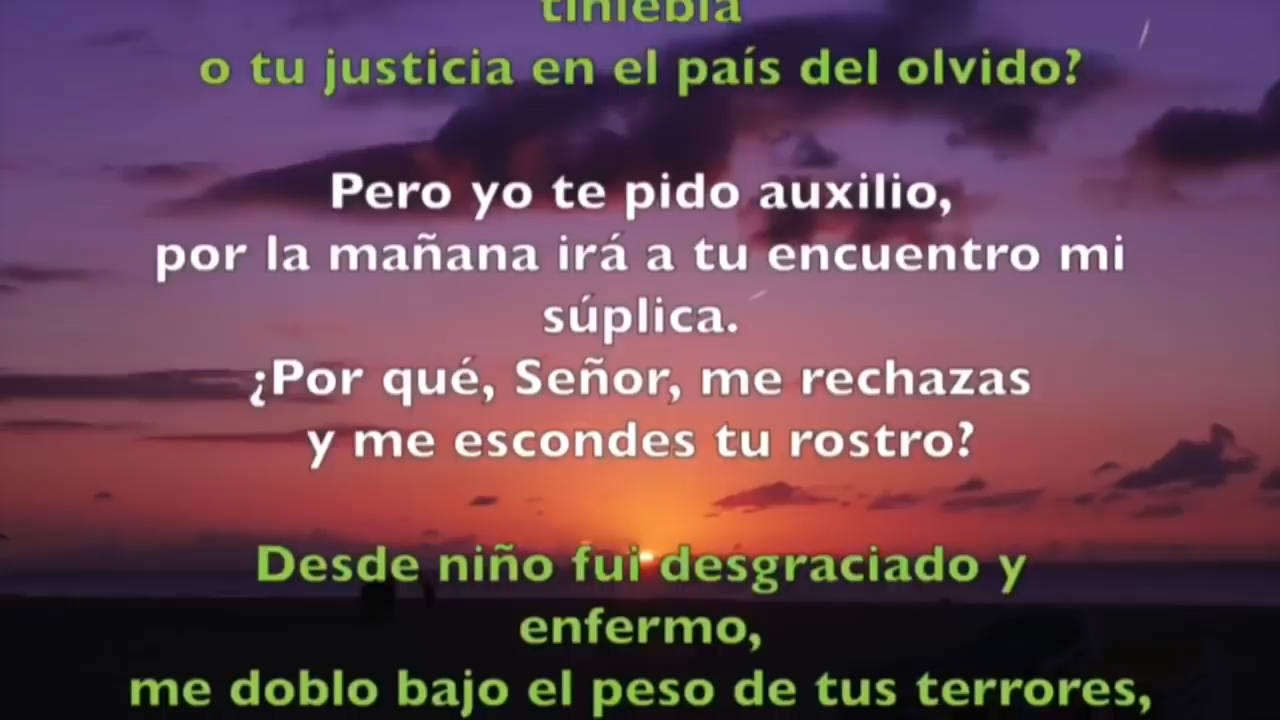 tiniebla
o tu justicia en el país del olvido?
Pero yo te pido auxilio,
por la mañana irá a tu encuentro mi
súplica.
¿Por qué, Señor, me rechazas
y me escondes tu rostro?
Desde niño fui desgraciado y
enfermo,
me doblo bajo el peso de tus terrores,